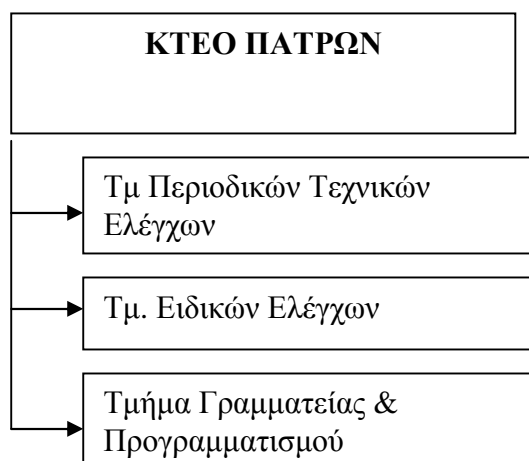 ΚΤΕΟ ΠΑΤΡΩΝ
Τμ Περιοδικών Τεχνικών
Ελέγχων
Τμ. Ειδικών Ελέγχων
Τμήμα Γραμματείας &
Προγραμματισμού